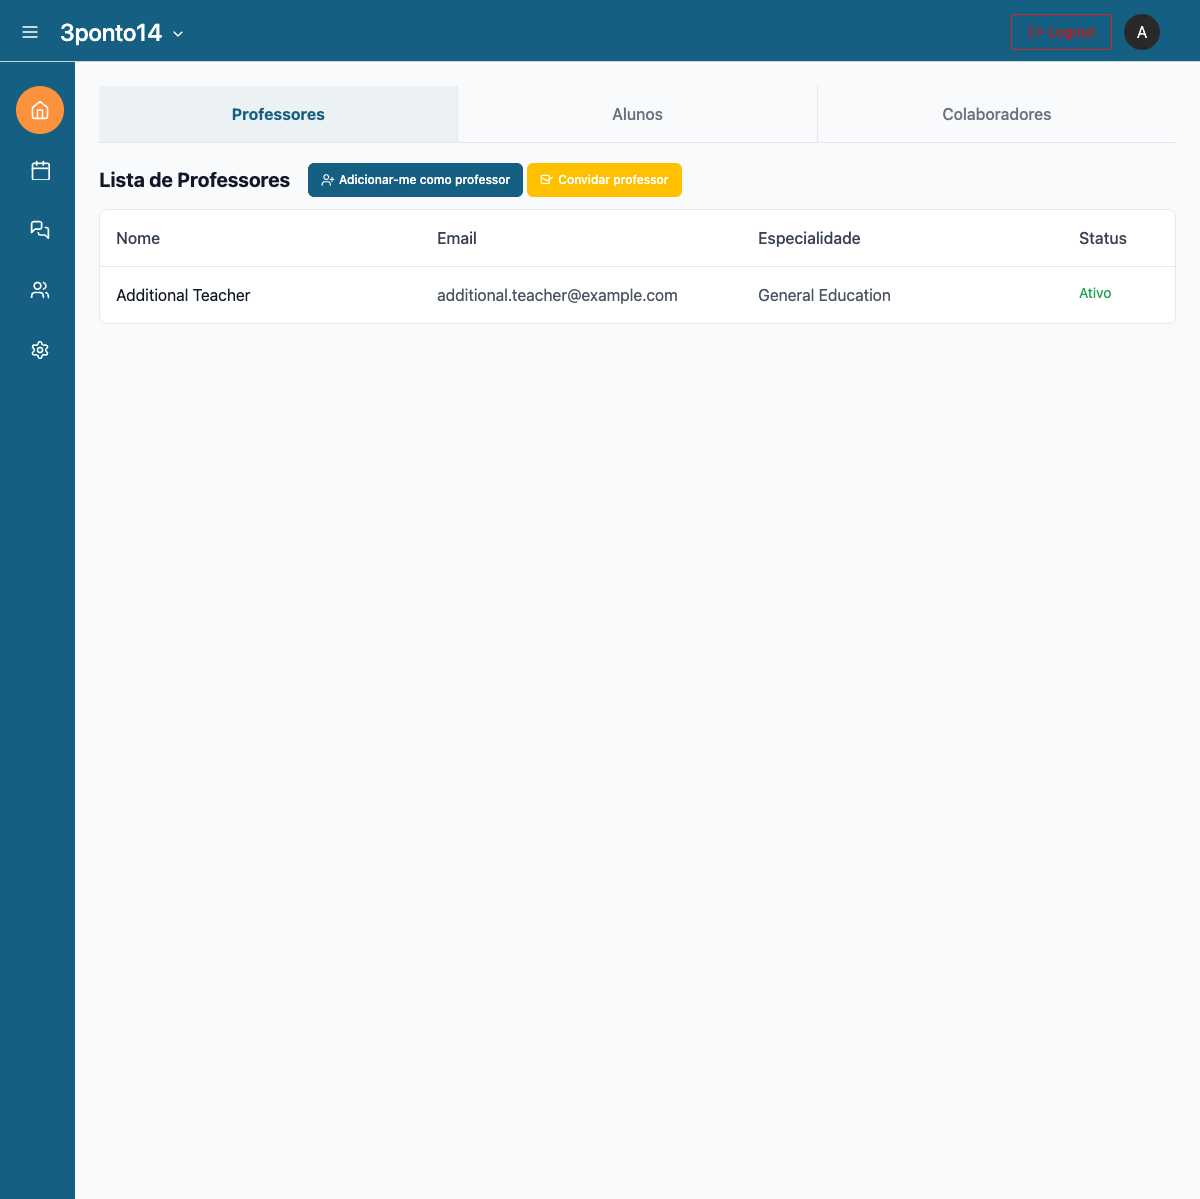 3ponto14
Logout
A
Professores
Alunos
Colaboradores
Lista de Professores
Adicionar-me como professor
Convidar professor
Nome Email Especialidade Status
Additional Teacher additional.teacher@example.com General Education Ativo